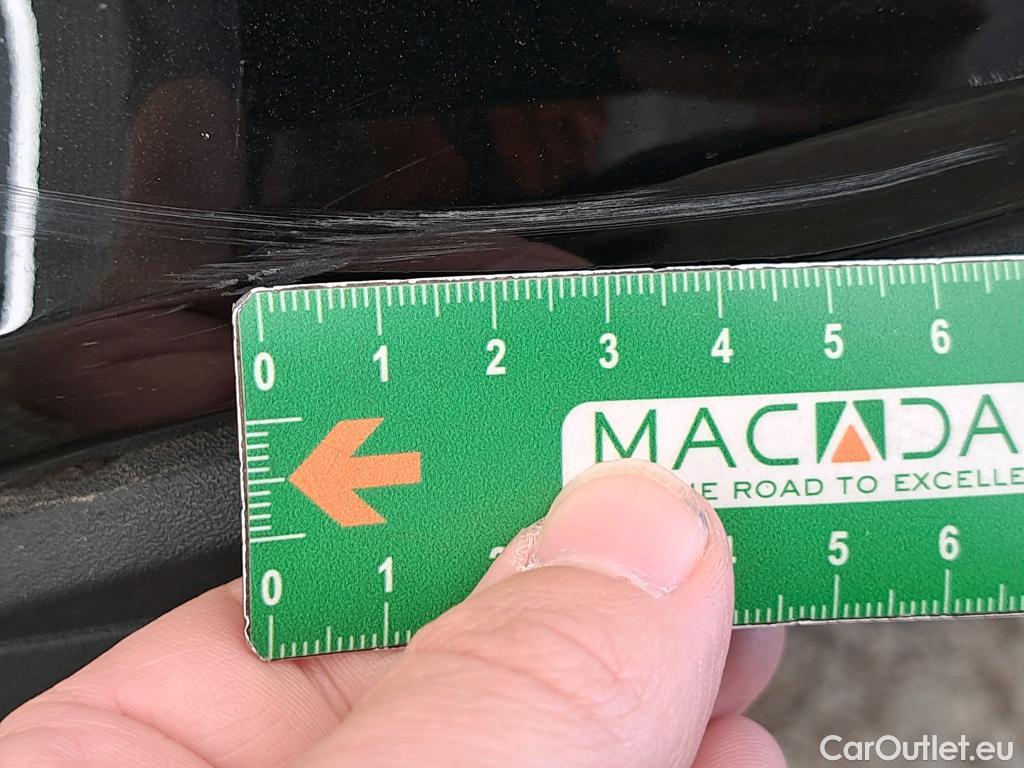 0 1 2 3 4 5 6
MACADA
E ROAD TO EXCELLE
0 1 5 6
CarOutlet.eu